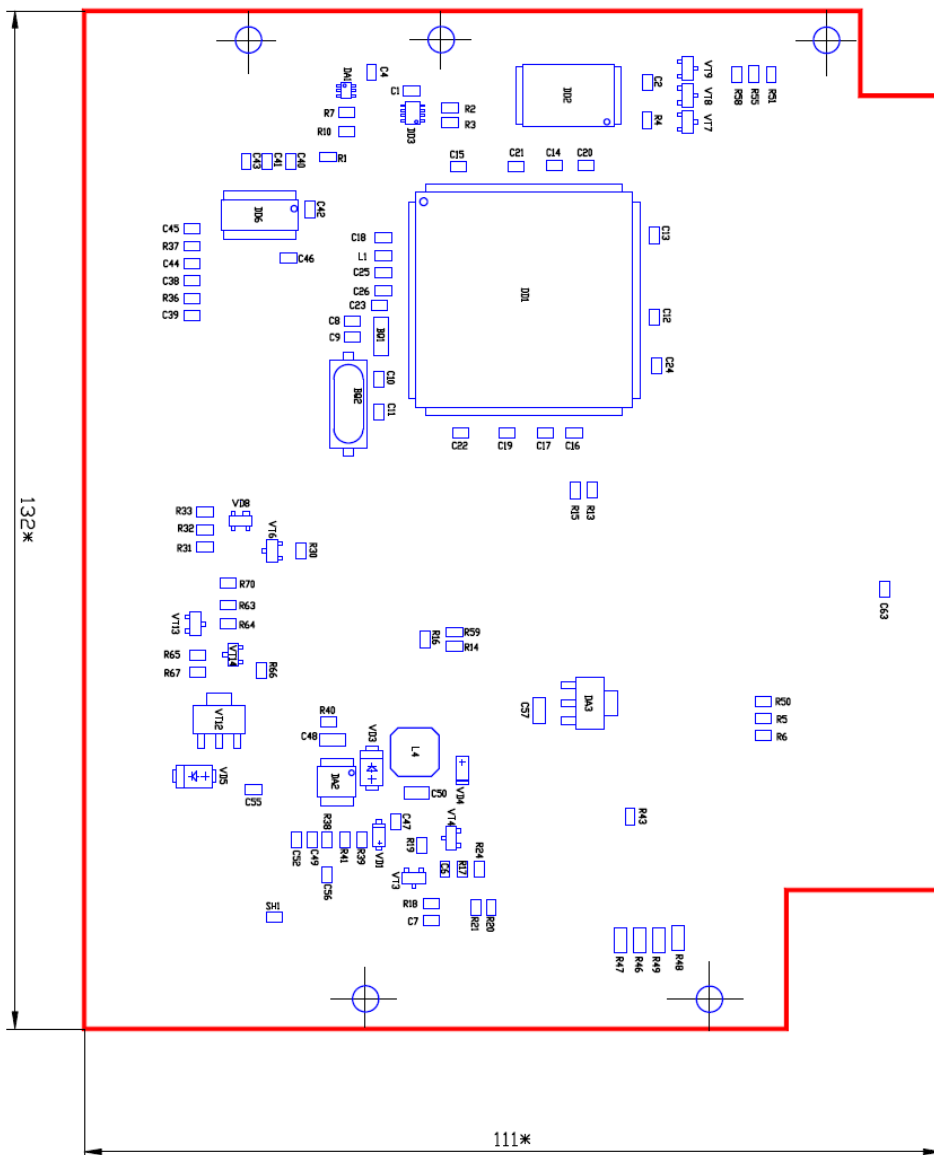 DA1
C4
C1
R7
R10
DD3
R2
R3
DD2
C2
R4
VT9
VT8
VT7
R58
R55
R51
C43
C41
C40
R1
C15
C21
C14
C20
DD6
C42
C45
R37
C44
C38
R36
C39
C46
C18
L1
C25
C26
C23
C8
C9
BQ1
DD1
C13
C12
C24
BQ2
C10
C11
C22
C19
C17
C16
R15
R13
132*
R33
R32
R31
VD8
VT6
R30
R70
R63
R64
VT13
VT14
R65
R67
R66
R16
R59
R14
C63
VT12
R40
C48
VD3
L4
C57
DA3
R50
R5
R6
VD5
C55
DA2
C50
VD4
R43
C52
C49
R38
R41
R39
VD1
C47
R19
VT4
C6
R17
R24
C56
VT3
SH1
R18
C7
R21
R20
R47
R46
R49
R48
111*